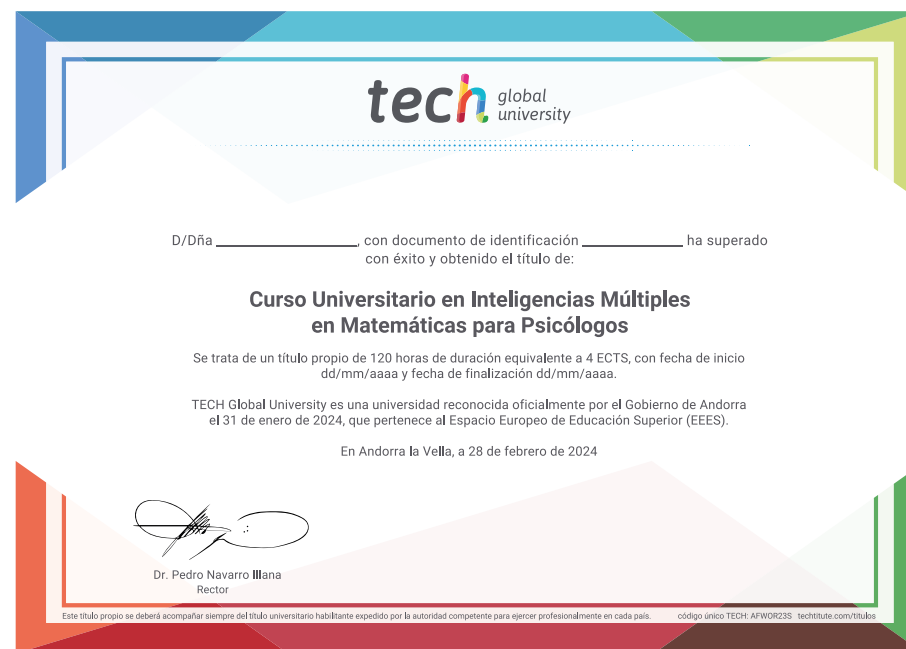 tech global university
D/Dña ____________________, con documento de identificación ______________ ha superado
con éxito y obtenido el título de:
Curso Universitario en Inteligencias Múltiples
en Matemáticas para Psicólogos
Se trata de un título propio de 120 horas de duración equivalente a 4 ECTS, con fecha de inicio
dd/mm/aaaa y fecha de finalización dd/mm/aaaa.
TECH Global University es una universidad reconocida oficialmente por el Gobierno de Andorra
el 31 de enero de 2024, que pertenece al Espacio Europeo de Educación Superior (EEES).
En Andorra la Vella, a 28 de febrero de 2024
Dr. Pedro Navarro Illana
Rector
Este título propio se deberá acompañar siempre del título universitario habilitante expedido por la autoridad competente para ejercer profesionalmente en cada país. código único TECH: AFWOR23S techtitute.com/titulos